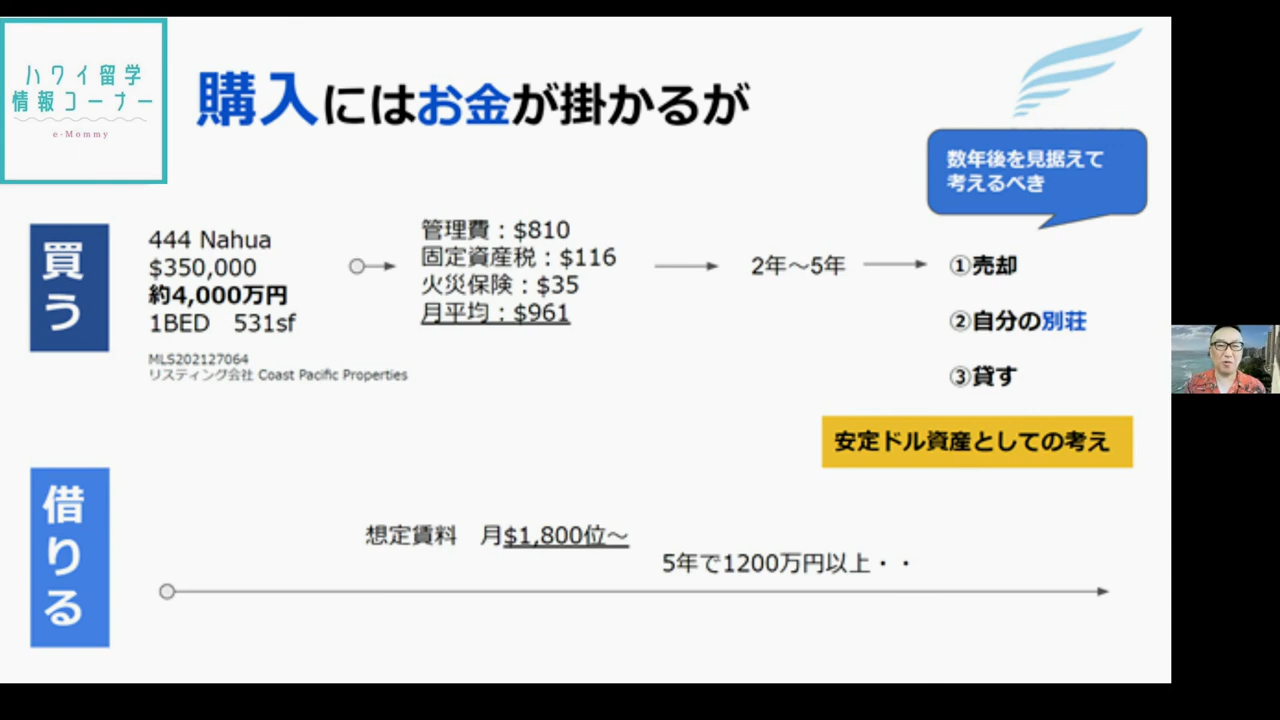 ハワイ留学
情報コーナー
e-Mommy
購入にはお金が掛かるが
数年後を見据えて
考えるべき
買う
444 Nahua
$350,000
約4,000万円
1BED 531sf
MLS202127064
リスティング会社 Coast Pacific Properties
管理費：$810
固定資産税：$116
火災保険：$35
月平均：$961
2年～5年
①売却
②自分の別荘
③貸す
安定ドル資産としての考え
借りる
想定賃料 月$1,800位～
5年で1200万円以上・・